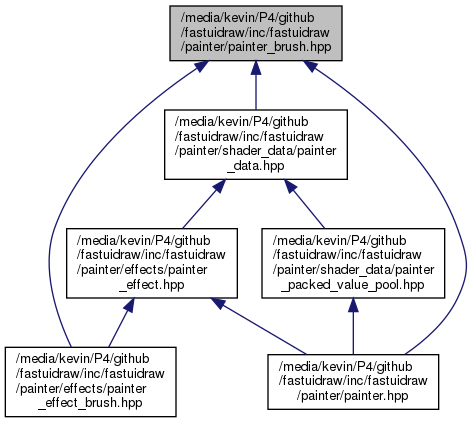 /media/kevin/P4/github
/fastuidraw/inc/fastuidraw
/painter/painter_brush.hpp
/media/kevin/P4/github
/fastuidraw/inc/fastuidraw
/painter/shader_data/painter
_data.hpp
/media/kevin/P4/github
/fastuidraw/inc/fastuidraw
/painter/effects/painter
_effect.hpp
/media/kevin/P4/github
/fastuidraw/inc/fastuidraw
/painter/shader_data/painter
_packed_value_pool.hpp
/media/kevin/P4/github
/fastuidraw/inc/fastuidraw
/painter/effects/painter
_effect_brush.hpp
/media/kevin/P4/github
/fastuidraw/inc/fastuidraw
/painter/painter.hpp